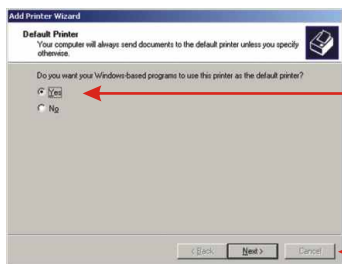 Add Printer Wizard
Default Printer
Your computer will always send documents to the default printer unless you specify
otherwise.
Do you want your Windows-based programs to use this printer as the default printer?
Yes
No
< Back
Next >
Cancel